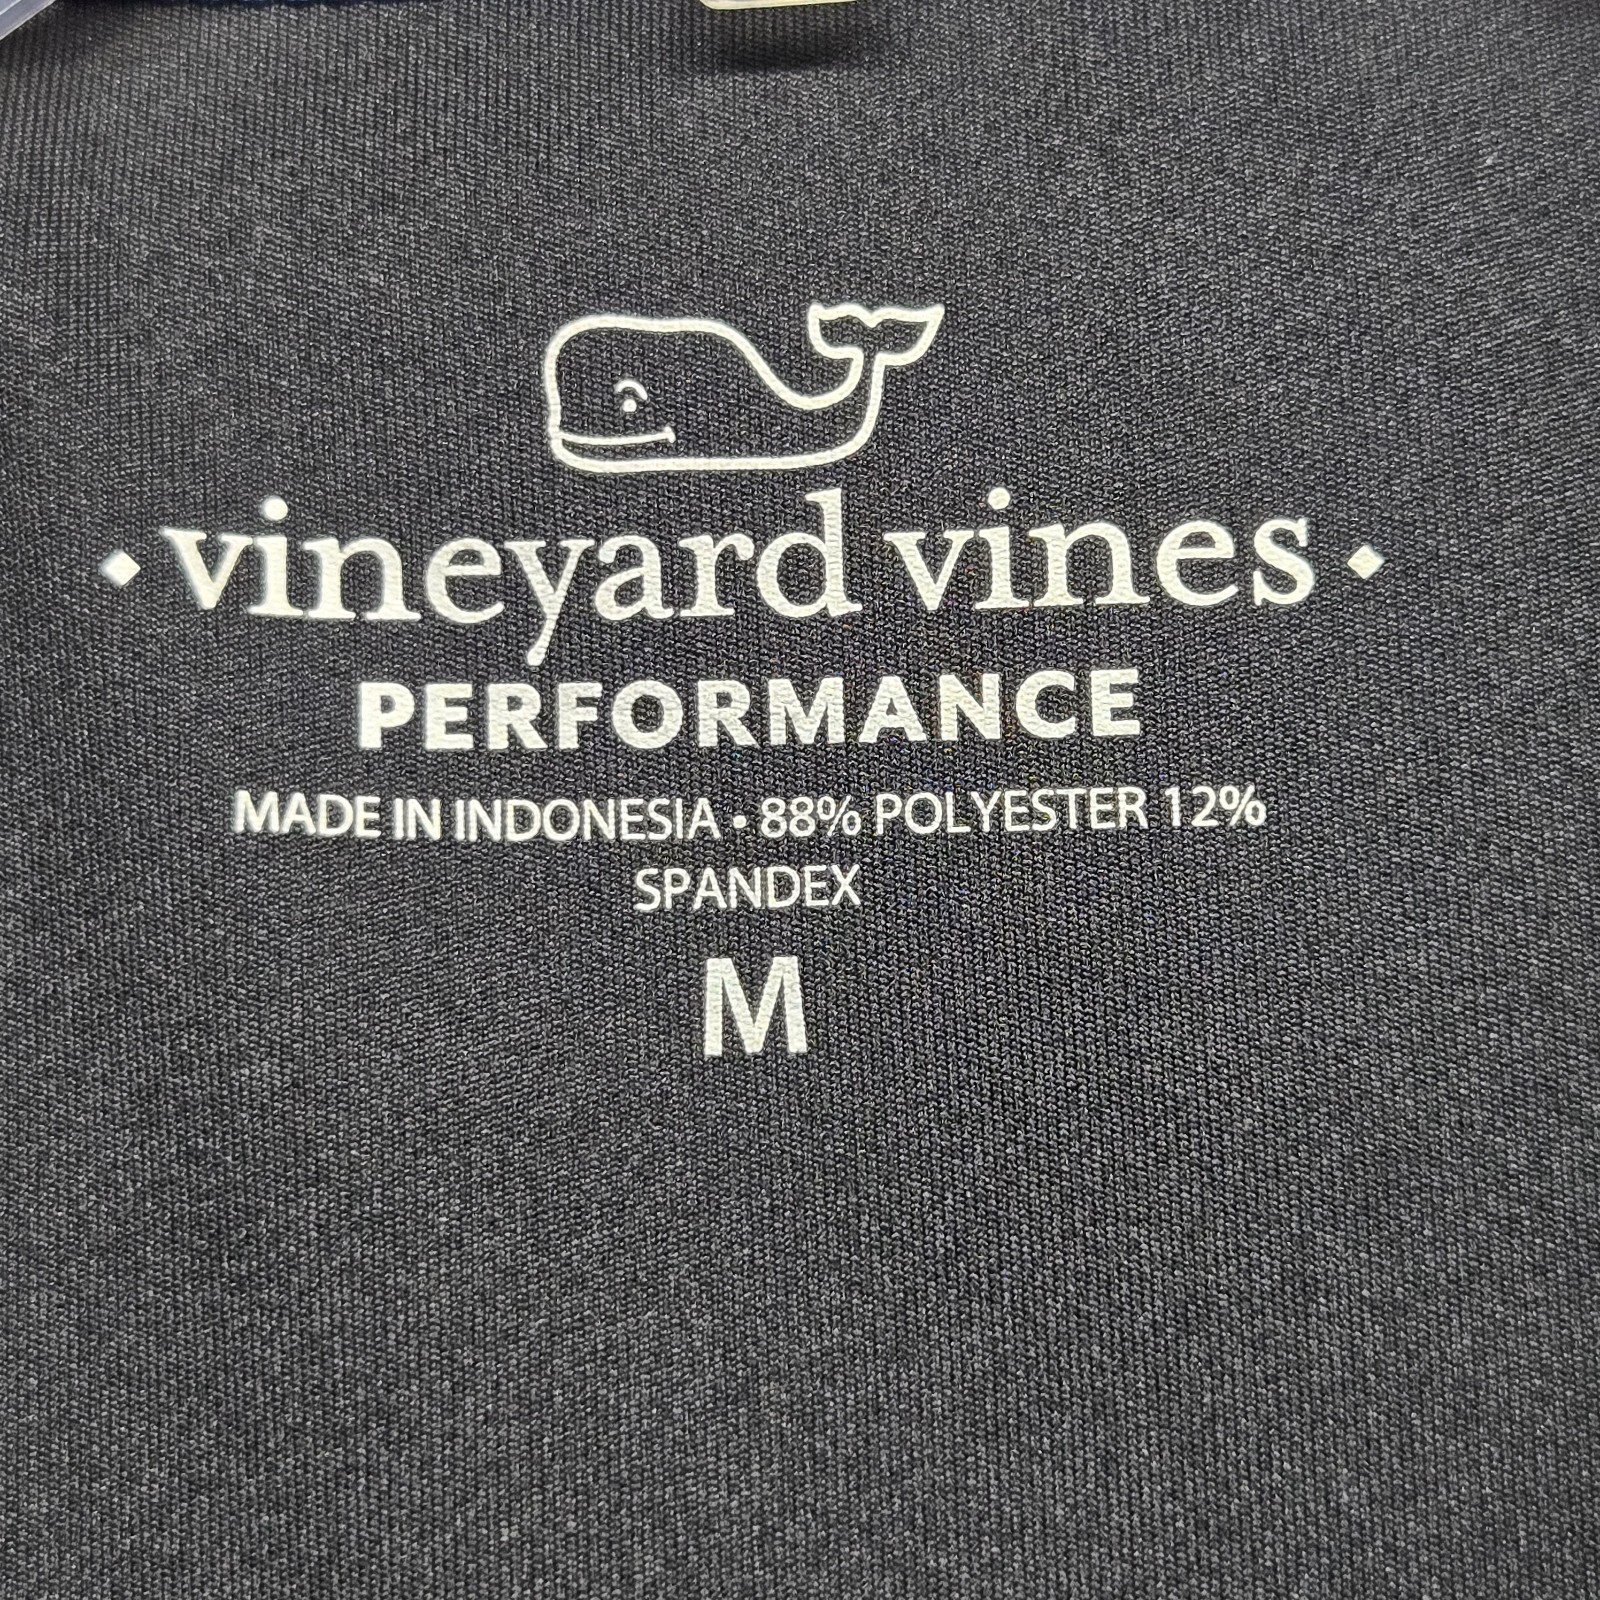 vineyard vines
PERFORMANCE
MADE IN INDONESIA • 88% POLYESTER 12%
SPANDEX
M